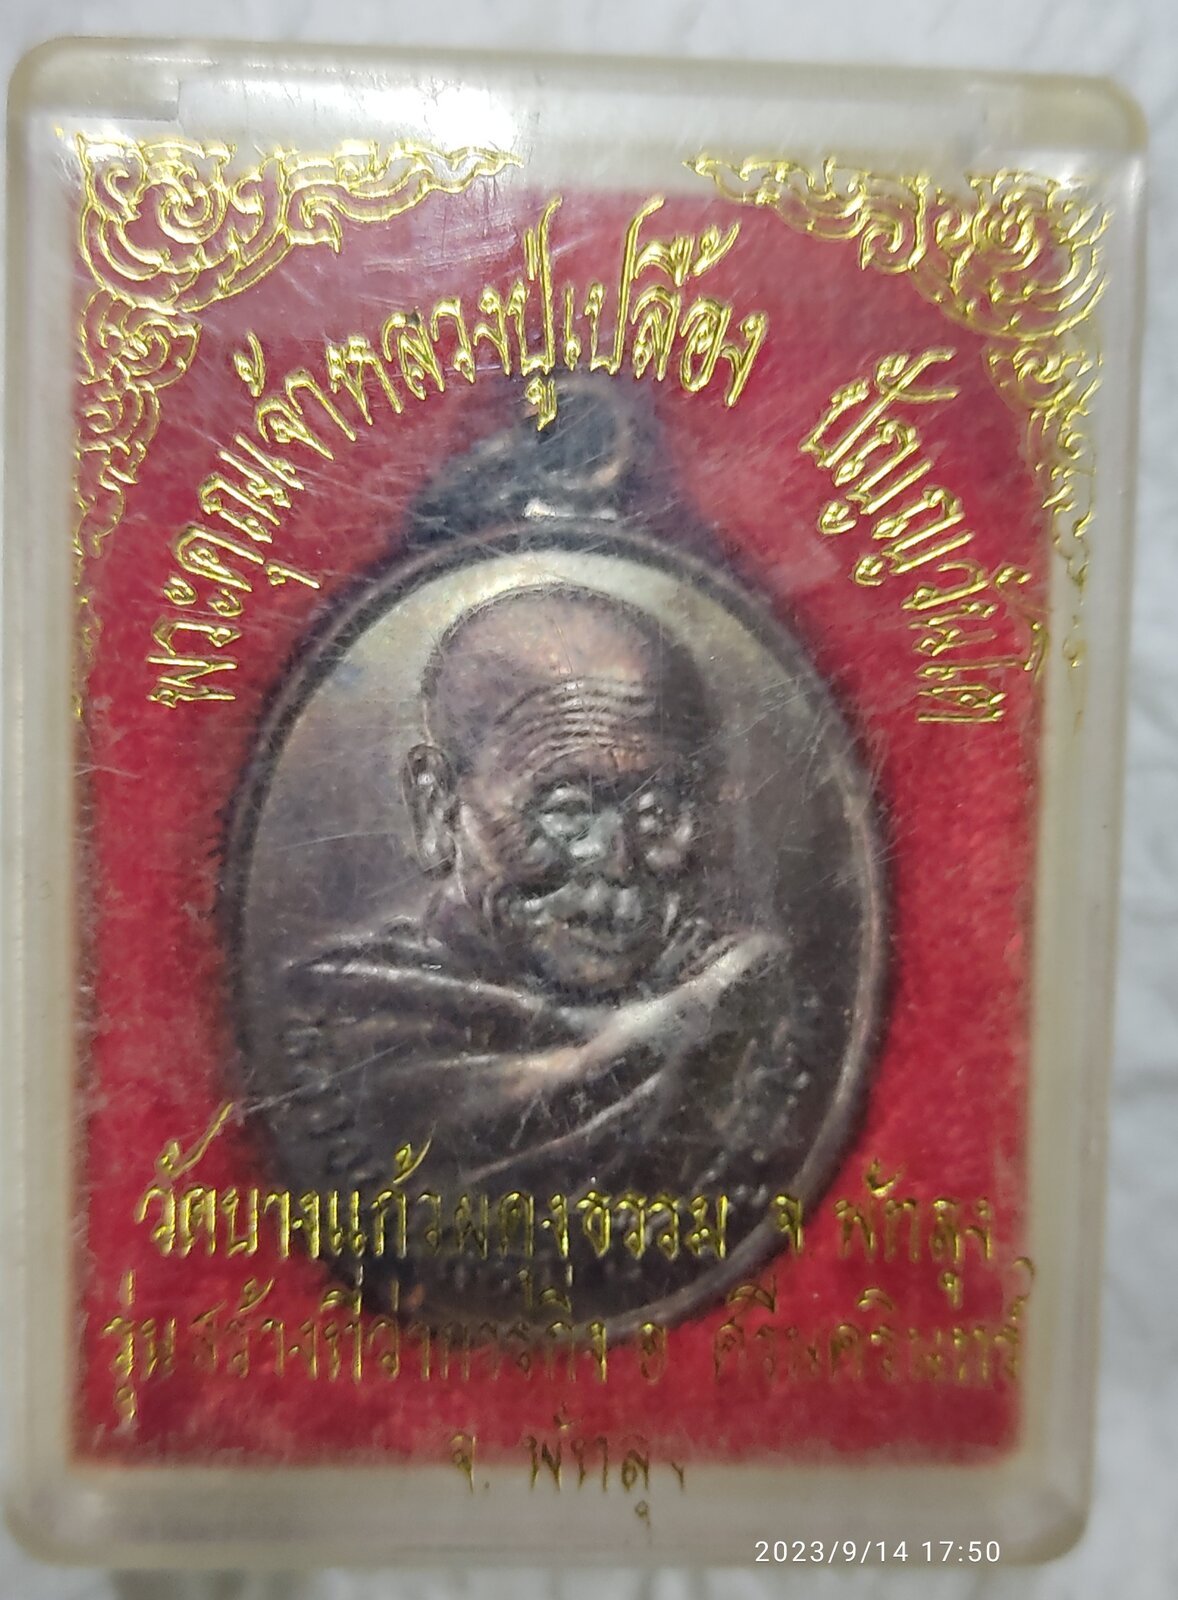 พระคุณเจ้าหลวงปู่เปลื้อง ปัญญวันโต
วัดบางแก้วผดุงธรรม จ. พัทลุง
รุ่นสร้างที่ว่าการกิ่ง อ ศรีนครินทร์
จ. พัทลุง
2023/9/14 17:50